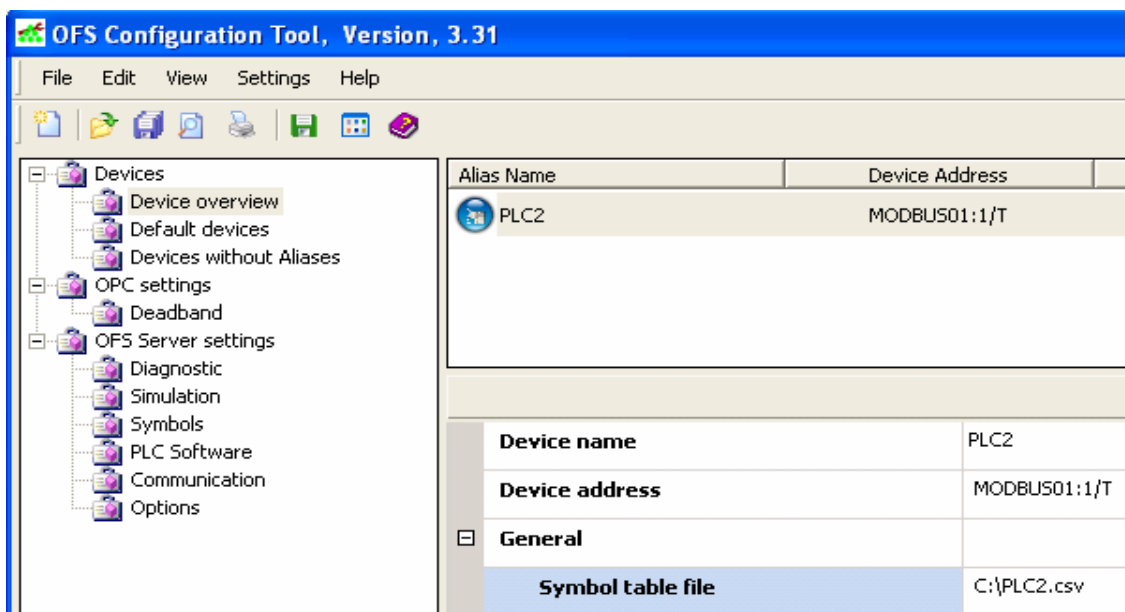 OFS Configuration Tool, Version, 3.31
File Edit View Settings Help
Devices
Device overview
Default devices
Devices without Aliases
OPC settings
Deadband
OFS Server settings
Diagnostic
Simulation
Symbols
PLC Software
Communication
Options
Alias Name Device Address
PLC2 MODBUS01:1/T
Device name PLC2
Device address MODBUS01:1/T
General
Symbol table file C:\PLC2.csv